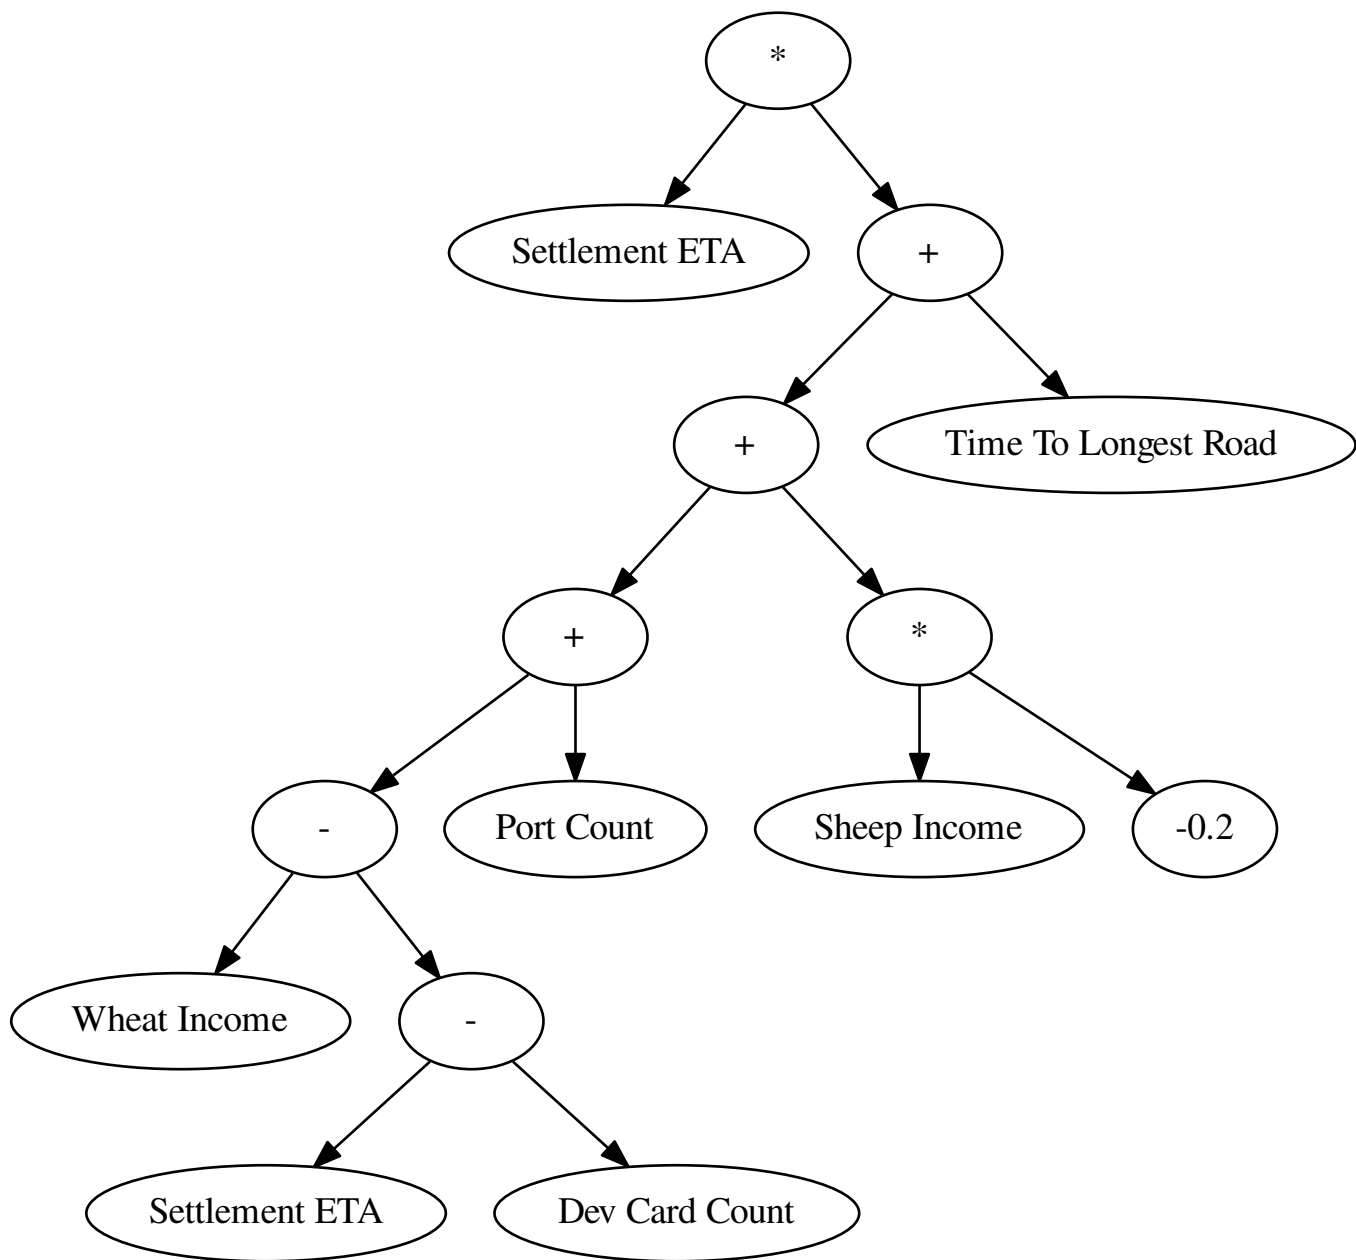 *
Settlement ETA
+
+
Time To Longest Road
+
*
-
Port Count
Sheep Income
-0.2
Wheat Income
-
Settlement ETA
Dev Card Count